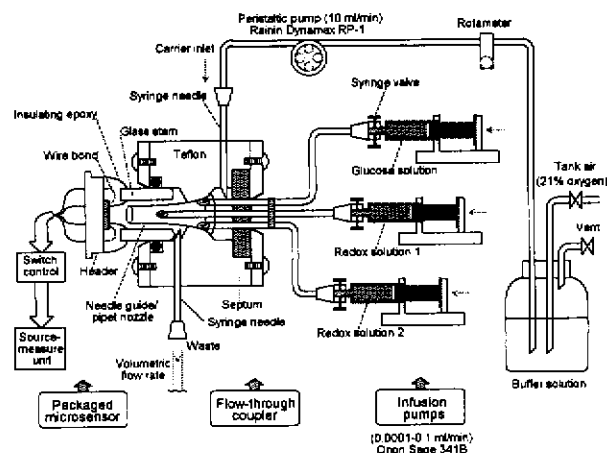 Peristaltic pump (10 ml/min)
Rainin Dynamax RP-1
Rotameter
Carrier inlet
Syringe valve
Syringe needle
Insulating epoxy
Glass stem
Teflon
Wire bond
Glucose solution
Tank air
(21% oxygen)
Vent
Redox solution 1
Switch
control
Header
Needle guide/
pipet nozzle
Septum
Syringe needle
Redox solution 2
Source-
measure
unit
Waste
Volumetric
flow rate
Buffer solution
Packaged
microsensor
Flow-through
coupler
Infusion
pumps
(0.0001-0.1 ml/min)
Orion Sage 341B